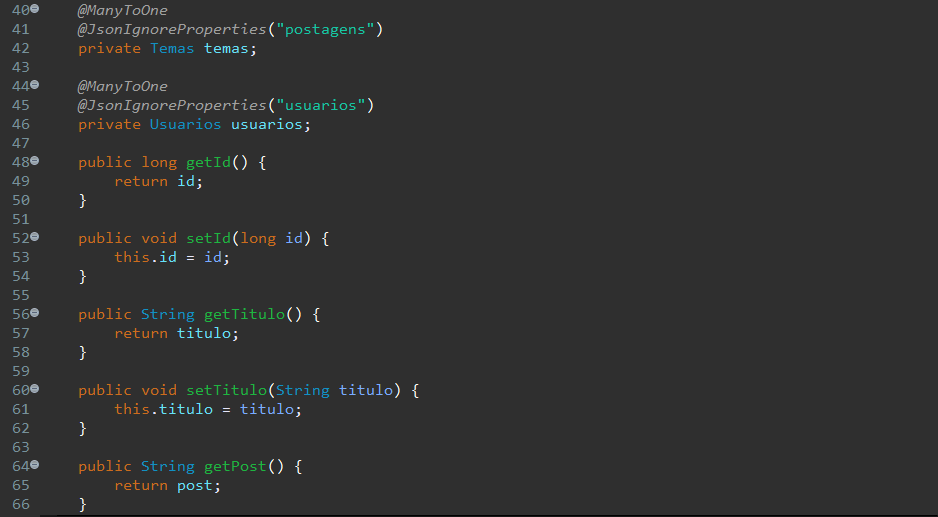 40 @ManyToOne
41 @JsonIgnoreProperties("postagens")
42 private Temas temas;
43
44 @ManyToOne
45 @JsonIgnoreProperties("usuarios")
46 private Usuarios usuarios;
47
48 public long getId() {
49 return id;
50 }
51
52 public void setId(long id) {
53 this.id = id;
54 }
55
56 public String getTitulo() {
57 return titulo;
58 }
59
60 public void setTitulo(String titulo) {
61 this.titulo = titulo;
62 }
63
64 public String getPost() {
65 return post;
66 }